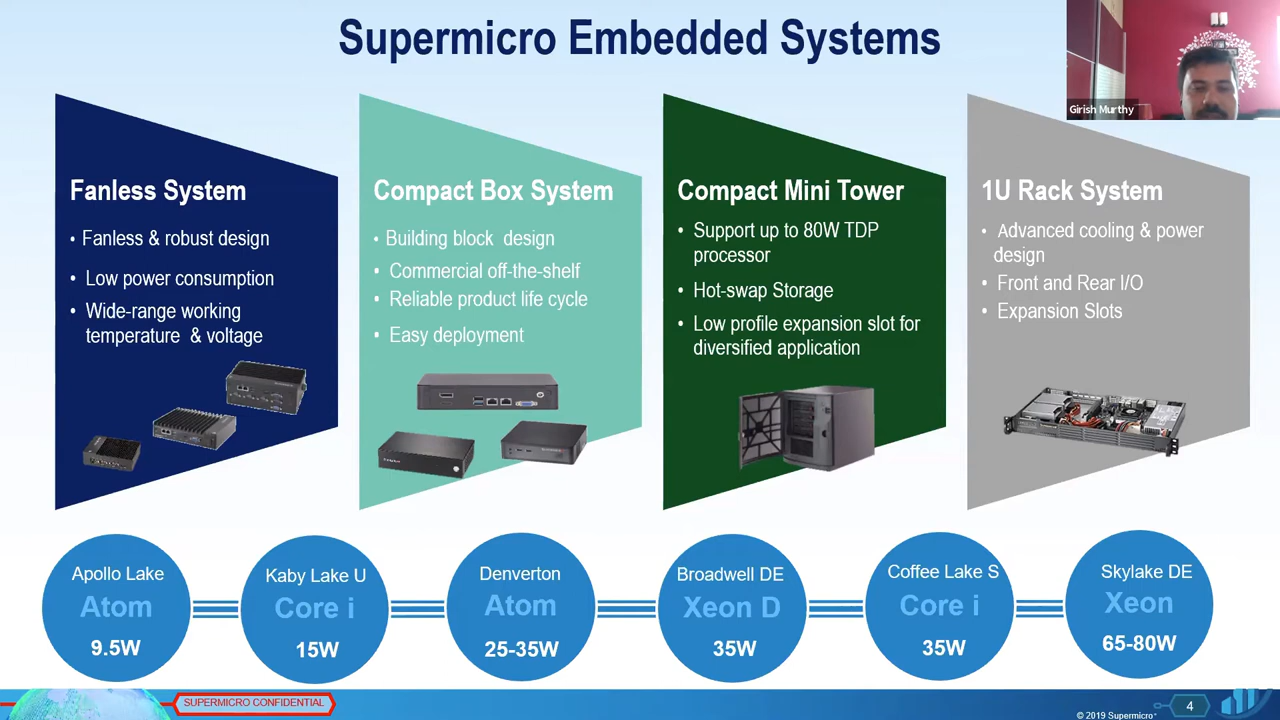 Supermicro Embedded Systems
Girish Murthy
Fanless System
• Fanless & robust design
• Low power consumption
• Wide-range working
temperature & voltage
Compact Box System
• Building block design
• Commercial off-the-shelf
• Reliable product life cycle
• Easy deployment
Compact Mini Tower
• Support up to 80W TDP
processor
• Hot-swap Storage
• Low profile expansion slot for
diversified application
1U Rack System
• Advanced cooling & power
design
• Front and Rear I/O
• Expansion Slots
Apollo Lake
Atom
9.5W
Kaby Lake U
Core i
15W
Denverton
Atom
25-35W
Broadwell DE
Xeon D
35W
Coffee Lake S
Core i
35W
Skylake DE
Xeon
65-80W
SUPERMICRO CONFIDENTIAL
© 2019 Supermicro
4